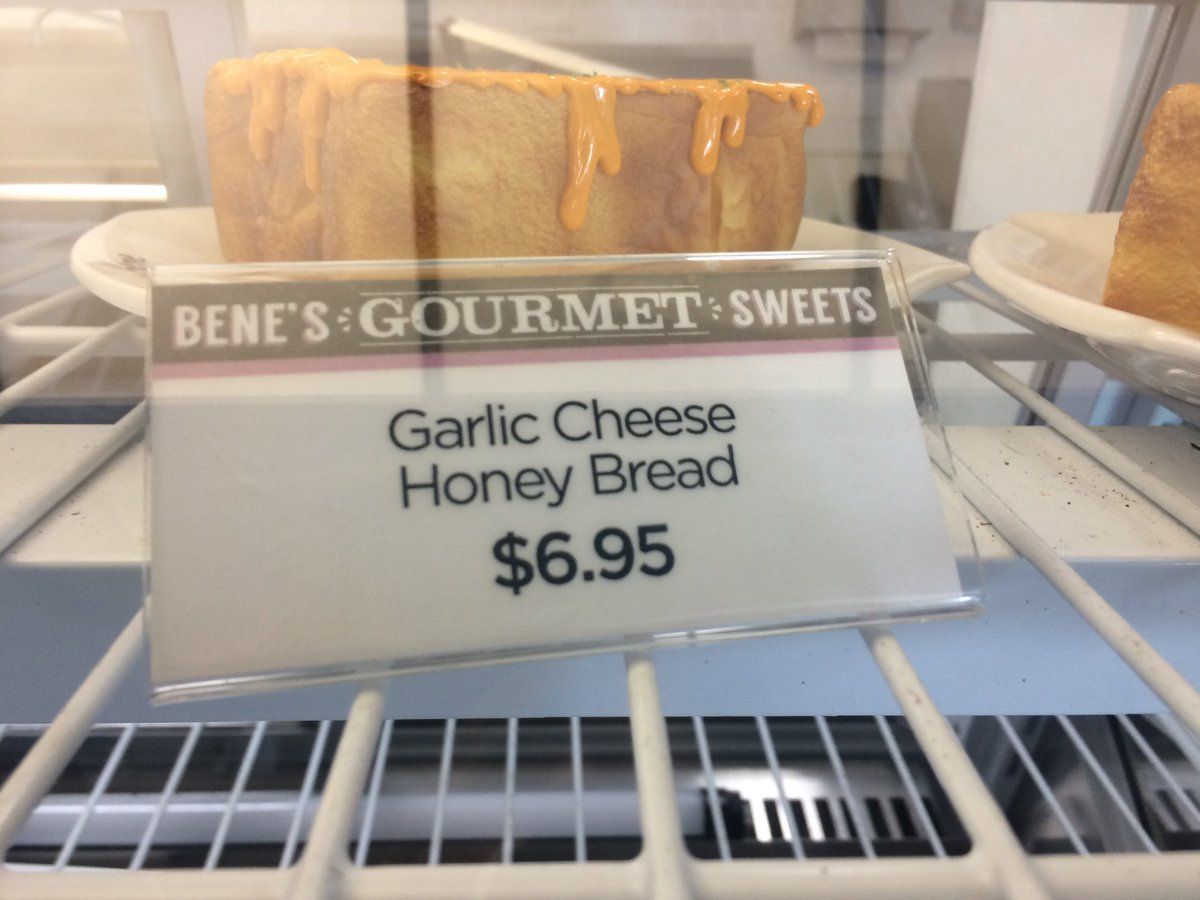 BENE'S GOURMET SWEETS
Garlic Cheese
Honey Bread
$6.95